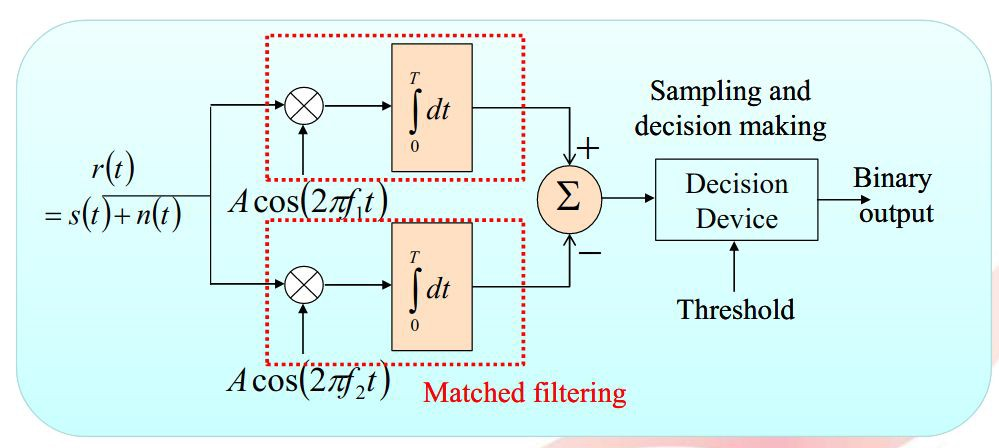 r(t)
= s(t)+n(t)
A cos(2πf₁t)
T
∫ dt
0
A cos(2πf₂t)
T
∫ dt
0
Matched filtering
+
Σ
—
Sampling and
decision making
Decision
Device
Threshold
Binary
output